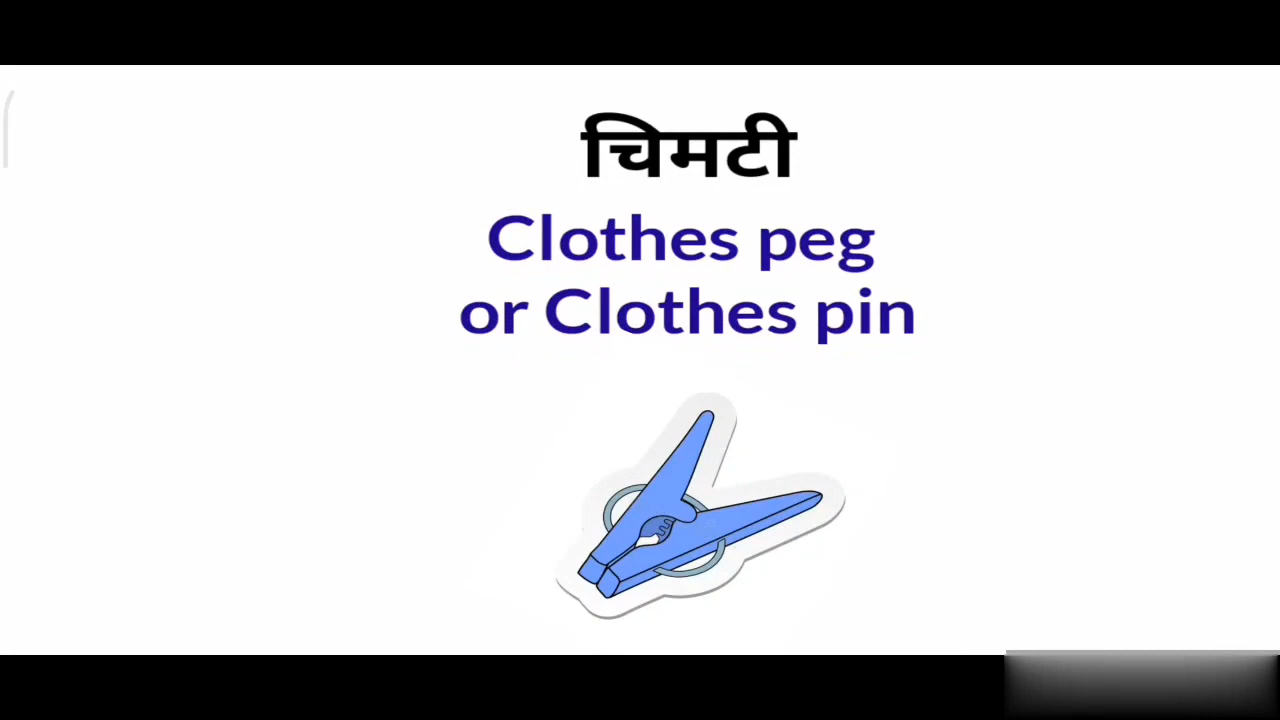 चिमटी
Clothes peg
or Clothes pin